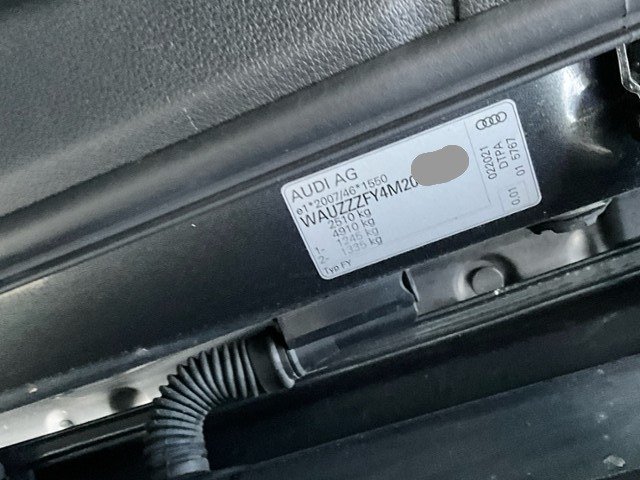 AUDI AG
e1*2007/46*1550
WAUZZZFY4M20
2510 kg
4910 kg
1- 1245 kg
2- 1335 kg
Typ FY
022021
DTPA
01 5767
0.01